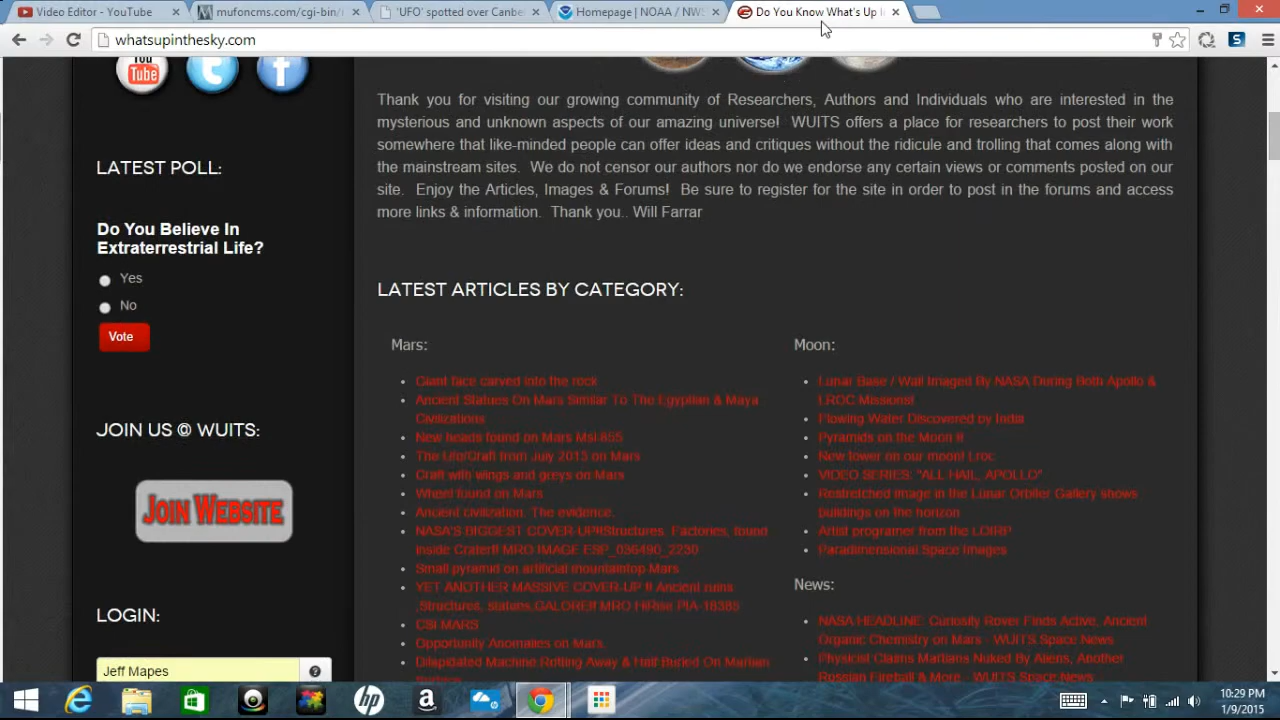 Video Editor - YouTube
mufoncms.com/cgi-bin/r
'UFO' spotted over Canbe
Homepage | NOAA / NWS
Do You Know What's Up I
whatsupinthesky.com
You
Tube
Thank you for visiting our growing community of Researchers, Authors and Individuals who are interested in the
mysterious and unknown aspects of our amazing universe! WUITS offers a place for researchers to post their work
somewhere that like-minded people can offer ideas and critiques without the ridicule and trolling that comes along with
the mainstream sites. We do not censor our authors nor do we endorse any certain views or comments posted on our
site. Enjoy the Articles, Images & Forums! Be sure to register for the site in order to post in the forums and access
more links & information. Thank you.. Will Farrar
LATEST POLL:
Do You Believe In
Extraterrestrial Life?
Yes
No
Vote
JOIN US @ WUITS:
JOIN WEBSITE
LOGIN:
Jeff Mapes
LATEST ARTICLES BY CATEGORY:
Mars:
Giant face carved into the rock
Ancient Statues On Mars Similar To The Egyptian & Maya
Civilizations
New heads found on Mars Msl 855
The Ufo/Craft from July 2015 on Mars
Craft with wings and greys on Mars
Wheel found on Mars
Ancient civilization. The evidence.
NASA'S BIGGEST COVER-UP!!Structures, Factories, found
inside Crater!! MRO IMAGE ESP_036490_2230
Small pyramid on artificial mountaintop Mars
YET ANOTHER MASSIVE COVER-UP !! Ancient ruins
,Structures, statues,GALORE!! MRO HiRise PIA-18385
CSI MARS
Opportunity Anomalies on Mars.
Dilapidated Machine Rotting Away & Half Buried On Martian
Surface
Moon:
Lunar Base / Wall Imaged By NASA During Both Apollo &
LROC Missions!
Flowing Water Discovered by India
Pyramids on the Moon !!
New tower on our moon! Lroc
VIDEO SERIES: "ALL HAIL, APOLLO"
Restretched image in the Lunar Orbiter Gallery shows
buildings on the horizon
Artist programer from the LOIRP
Paradimensional Space Images
News:
NASA HEADLINE: Curiosity Rover Finds Active, Ancient
Organic Chemistry on Mars - WUITS Space News
Physicist Claims Martians Nuked By Aliens, Another
Russian Fireball & More - WUITS Space News
10:29 PM
1/9/2015